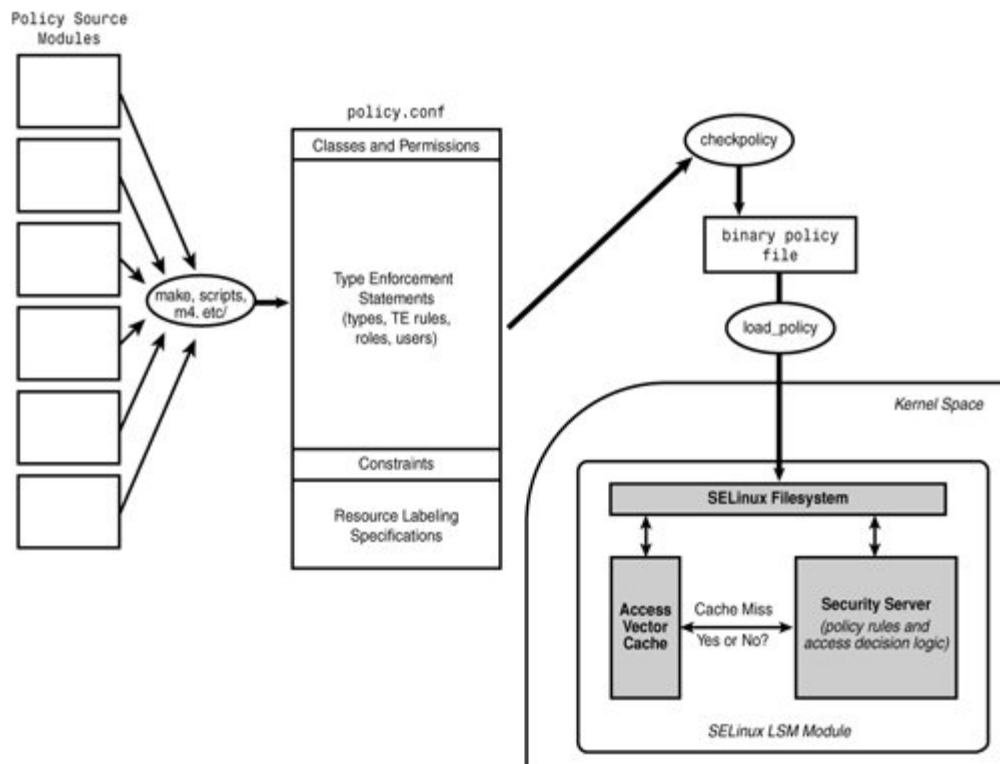 Policy Source
Modules
policy.conf
Classes and Permissions
Type Enforcement
Statements
(types, TE rules,
roles, users)
Constraints
Resource Labeling
Specifications
make, scripts,
m4. etc/
checkpolicy
binary policy
file
load_policy
Kernel Space
SELinux Filesystem
Access
Vector
Cache
Cache Miss
Yes or No?
Security Server
(policy rules and
access decision logic)
SELinux LSM Module